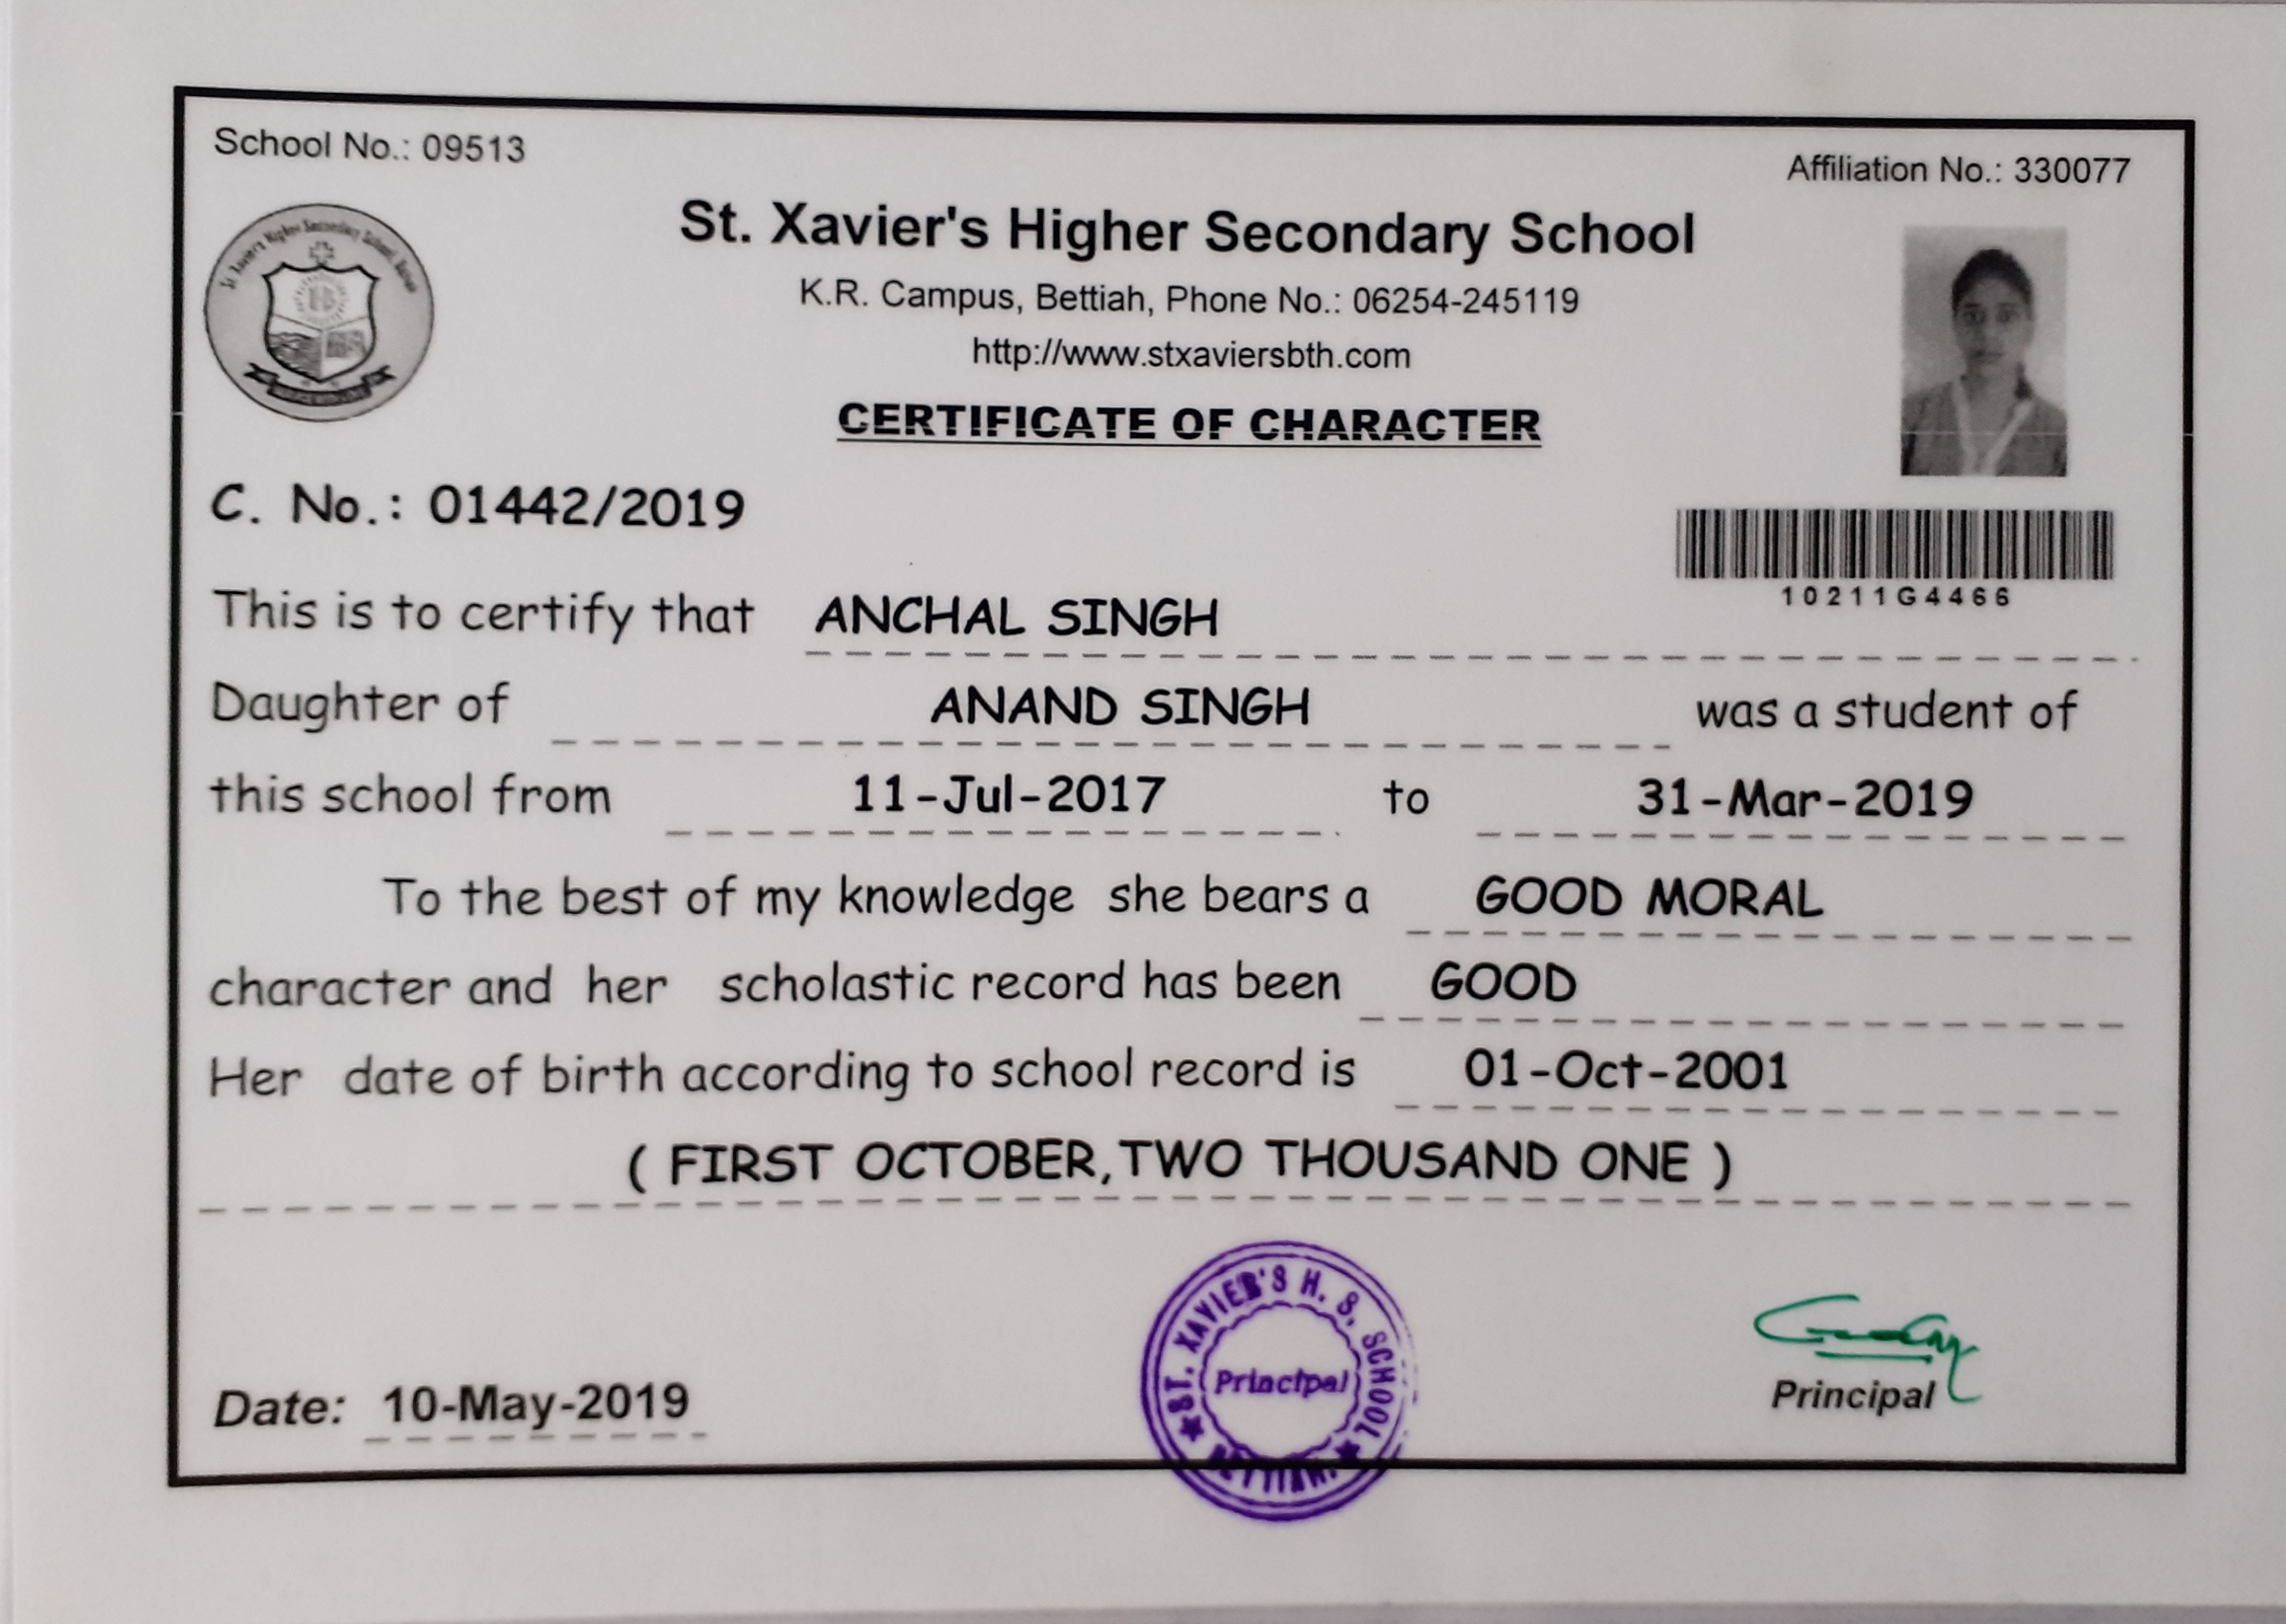 School No.: 09513
Affiliation No.: 330077
St. Xavier's Higher Secondary School
K.R. Campus, Bettiah, Phone No.: 06254-245119
http://www.stxaviersbth.com
CERTIFICATE OF CHARACTER
St. Xavier's Higher Secondary School,
C. No.: 01442/2019
10211G4466
This is to certify that ANCHAL SINGH
Daughter of ANAND SINGH was a student of
this school from 11-Jul-2017 to 31-Mar-2019
To the best of my knowledge she bears a GOOD MORAL
character and her scholastic record has been GOOD
Her date of birth according to school record is 01-Oct-2001
( FIRST OCTOBER,TWO THOUSAND ONE )
ST. XAVIER'S H. S. SCHOOL
Principal
BETTIAH.
Date: 10-May-2019
Principal